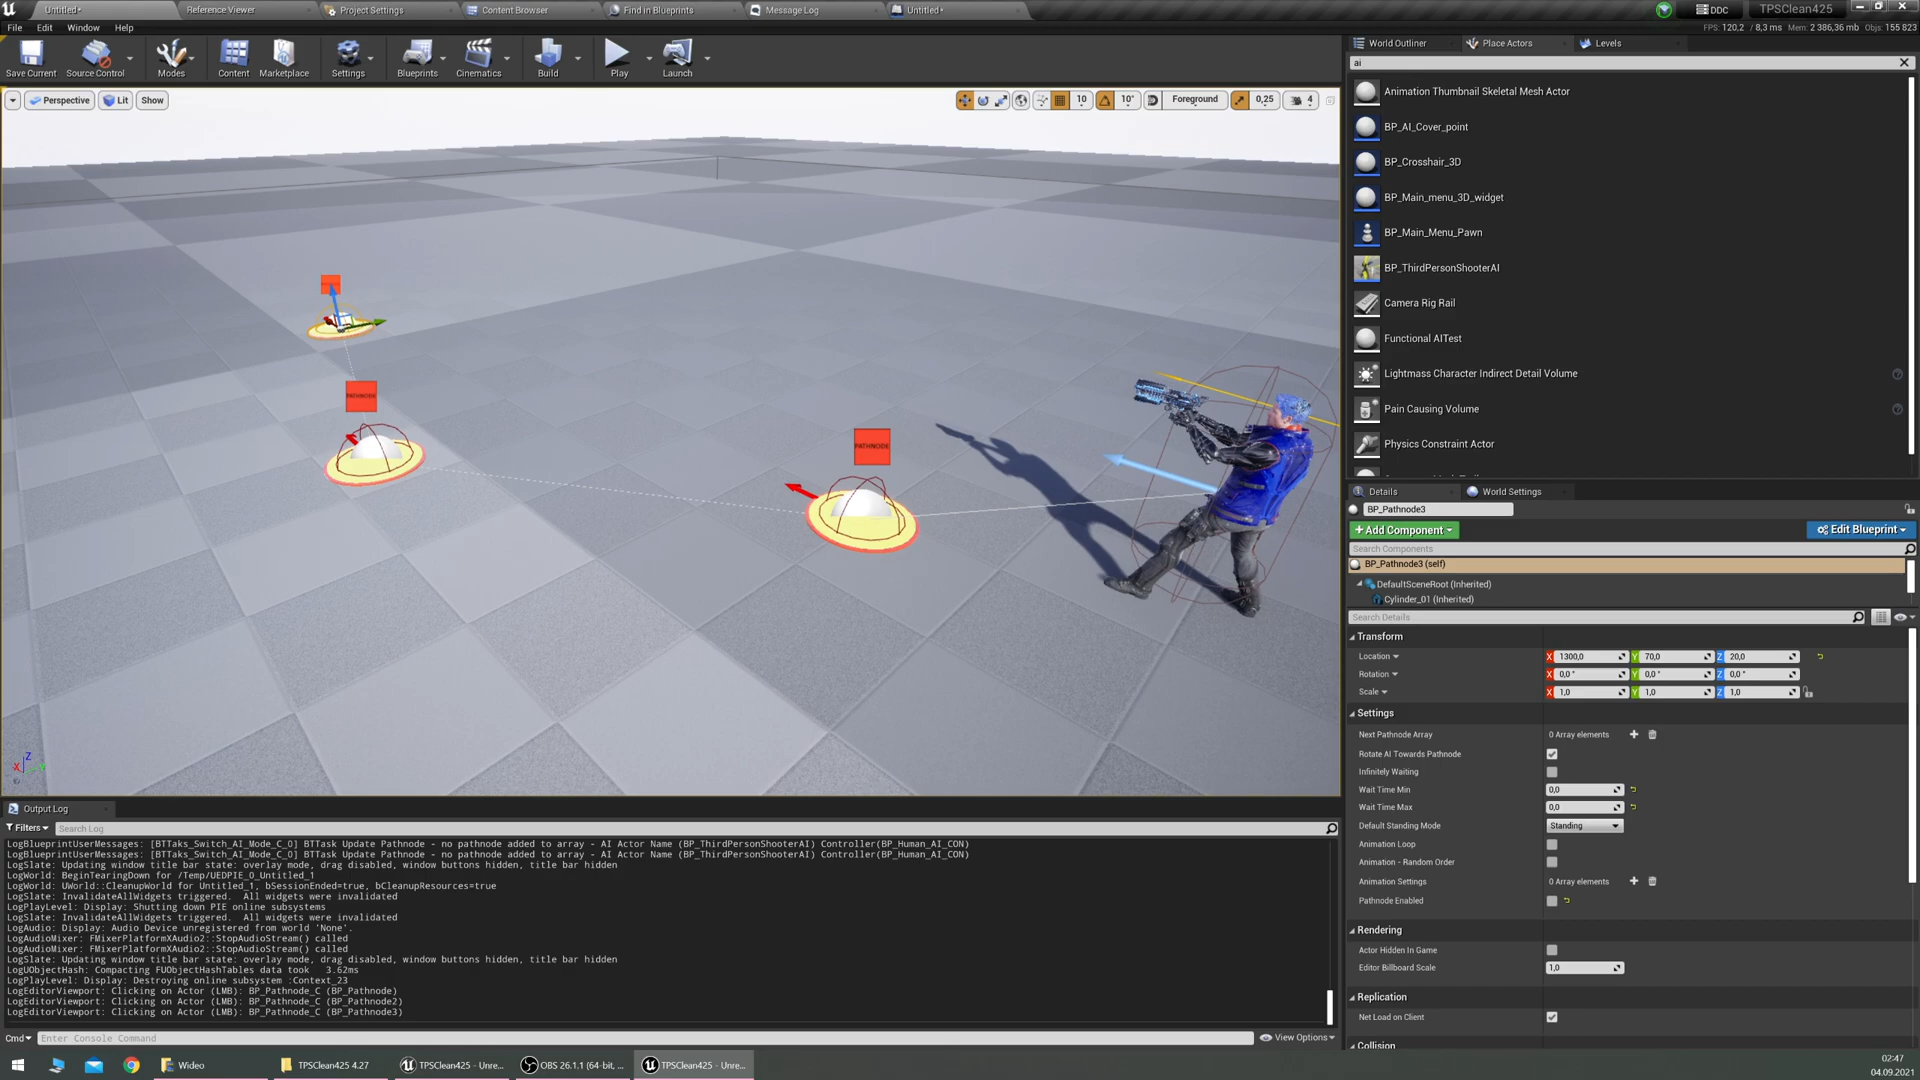 Untitled•
Reference Viewer
Project Settings
Content Browser
Find in Blueprints
Message Log
Untitled•
DDC
TPSClean425
File
Edit
Window
Help
FPS: 120,2 / 8,3 ms
Mem: 2 386,36 mb
Objs: 155 823
Save Current
Source Control
Modes
Content
Marketplace
Settings
Blueprints
Cinematics
Build
Play
Launch
Perspective
Lit
Show
10
10°
Foreground
0,25
4
PATHNODE
PATHNODE
World Outliner
Place Actors
Levels
ai
Animation Thumbnail Skeletal Mesh Actor
BP_AI_Cover_point
BP_Crosshair_3D
BP_Main_menu_3D_widget
BP_Main_Menu_Pawn
BP_ThirdPersonShooterAI
Camera Rig Rail
Functional AITest
Lightmass Character Indirect Detail Volume
Pain Causing Volume
Physics Constraint Actor
Details
World Settings
BP_Pathnode3
+Add Component
Edit Blueprint
Search Components
BP_Pathnode3 (self)
DefaultSceneRoot (Inherited)
Cylinder_01 (Inherited)
Search Details
Transform
Location X 1300,0 Y 70,0 Z 20,0
Rotation X 0,0 ° Y 0,0 ° Z 0,0 °
Scale X 1,0 Y 1,0 Z 1,0
Settings
Next Pathnode Array 0 Array elements
Rotate AI Towards Pathnode
Infinitely Waiting
Wait Time Min 0,0
Wait Time Max 0,0
Default Standing Mode Standing
Animation Loop
Animation - Random Order
Animation Settings 0 Array elements
Pathnode Enabled
Rendering
Actor Hidden In Game
Editor Billboard Scale 1,0
Replication
Net Load on Client
Collision
X Z
Output Log
Filters
Search Log
LogBlueprintUserMessages: [BTTaks_Switch_AI_Mode_C_0] BTTask Update Pathnode - no pathnode added to array - AI Actor Name (BP_ThirdPersonShooterAI) Controller(BP_Human_AI_CON)
LogBlueprintUserMessages: [BTTaks_Switch_AI_Mode_C_0] BTTask Update Pathnode - no pathnode added to array - AI Actor Name (BP_ThirdPersonShooterAI) Controller(BP_Human_AI_CON)
LogSlate: Updating window title bar state: overlay mode, drag disabled, window buttons hidden, title bar hidden
LogWorld: BeginTearingDown for /Temp/UEDPIE_0_Untitled_1
LogWorld: UWorld::CleanupWorld for Untitled_1, bSessionEnded=true, bCleanupResources=true
LogSlate: InvalidateAllWidgets triggered.  All widgets were invalidated
LogPlayLevel: Display: Shutting down PIE online subsystems
LogSlate: InvalidateAllWidgets triggered.  All widgets were invalidated
LogAudio: Display: Audio Device unregistered from world 'None'.
LogAudioMixer: FMixerPlatformXAudio2::StopAudioStream() called
LogAudioMixer: FMixerPlatformXAudio2::StopAudioStream() called
LogSlate: Updating window title bar state: overlay mode, drag disabled, window buttons hidden, title bar hidden
LogUObjectHash: Compacting FUObjectHashTables data took   3.62ms
LogPlayLevel: Display: Destroying online subsystem :Context_23
LogEditorViewport: Clicking on Actor (LMB): BP_Pathnode_C (BP_Pathnode)
LogEditorViewport: Clicking on Actor (LMB): BP_Pathnode_C (BP_Pathnode2)
LogEditorViewport: Clicking on Actor (LMB): BP_Pathnode_C (BP_Pathnode3)
Cmd
Enter Console Command
View Options
Wideo
TPSClean425 4.27
TPSClean425 - Unre...
OBS 26.1.1 (64-bit, ...
TPSClean425 - Unre...
02:47
04.09.2021